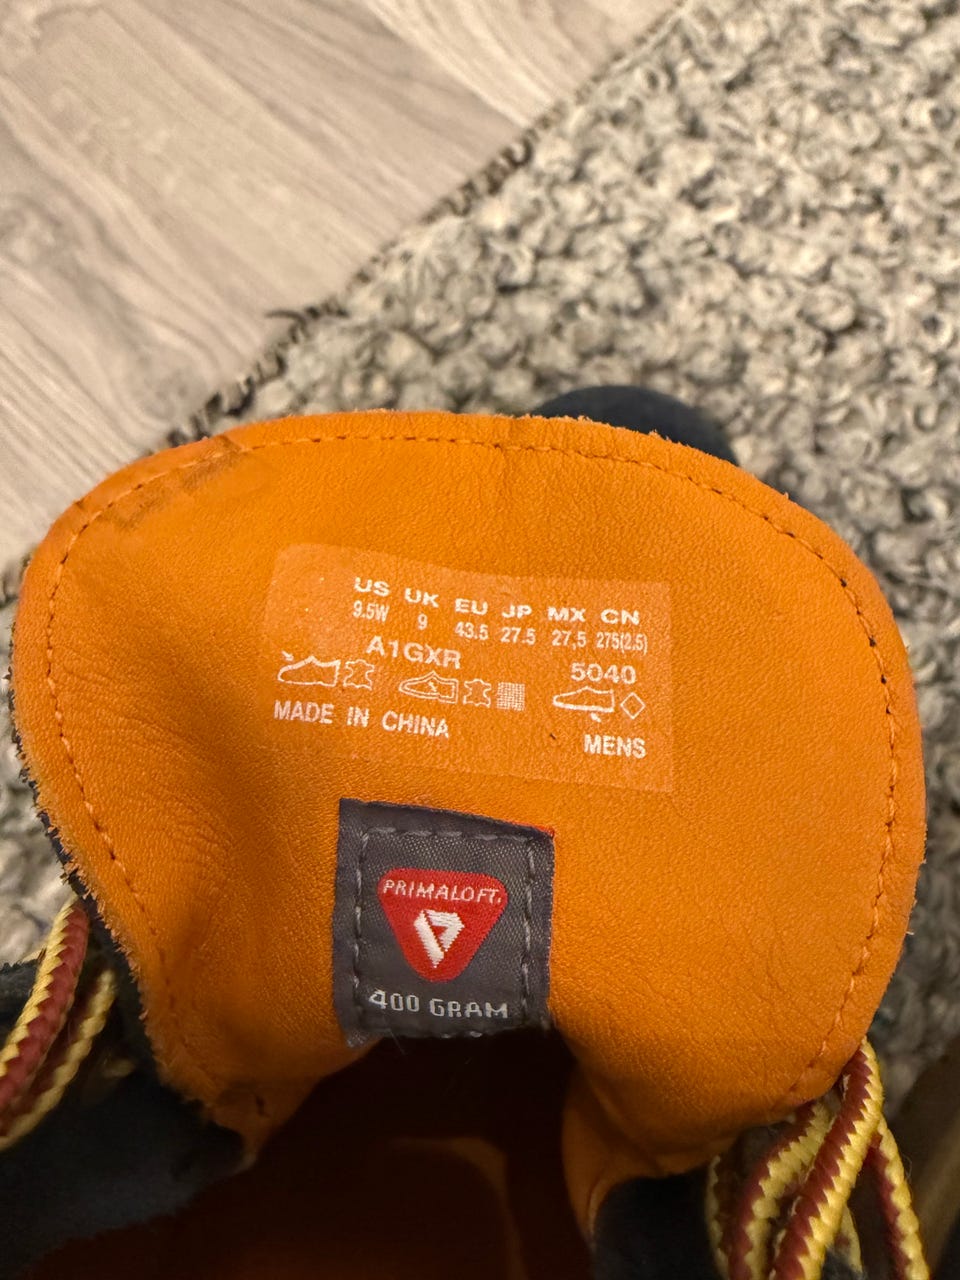 US UK EU JP MX CN
9.5W 9 43.5 27.5 27,5 275(2.5)
A1GXR 5040
MADE IN CHINA MENS
PRIMALOFT.
400 GRAM